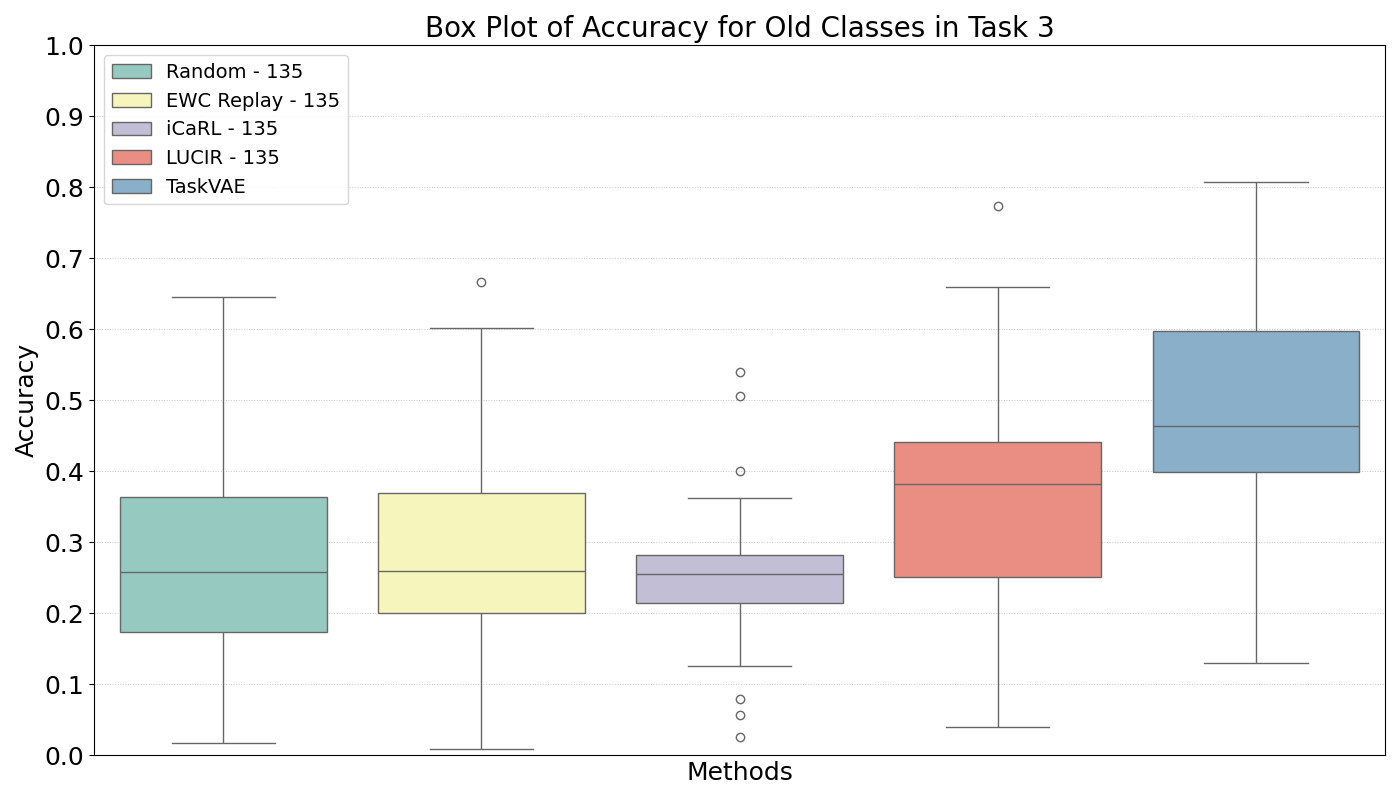 Box Plot of Accuracy for Old Classes in Task 3
1.0
0.9
0.8
0.7
0.6
0.5
0.4
0.3
0.2
0.1
0.0
Accuracy
Random - 135
EWC Replay - 135
iCaRL - 135
LUCIR - 135
TaskVAE
Methods